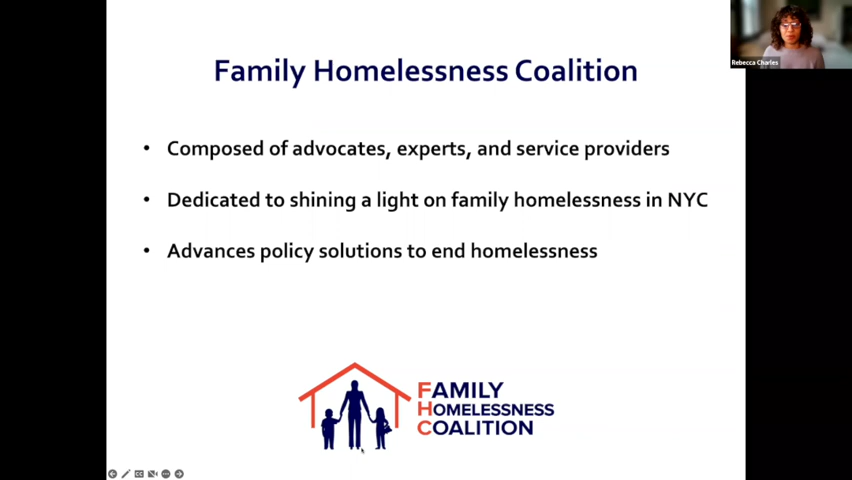 Family Homelessness Coalition
Rebecca Charles
• Composed of advocates, experts, and service providers
• Dedicated to shining a light on family homelessness in NYC
• Advances policy solutions to end homelessness
FAMILY
HOMELESSNESS
COALITION